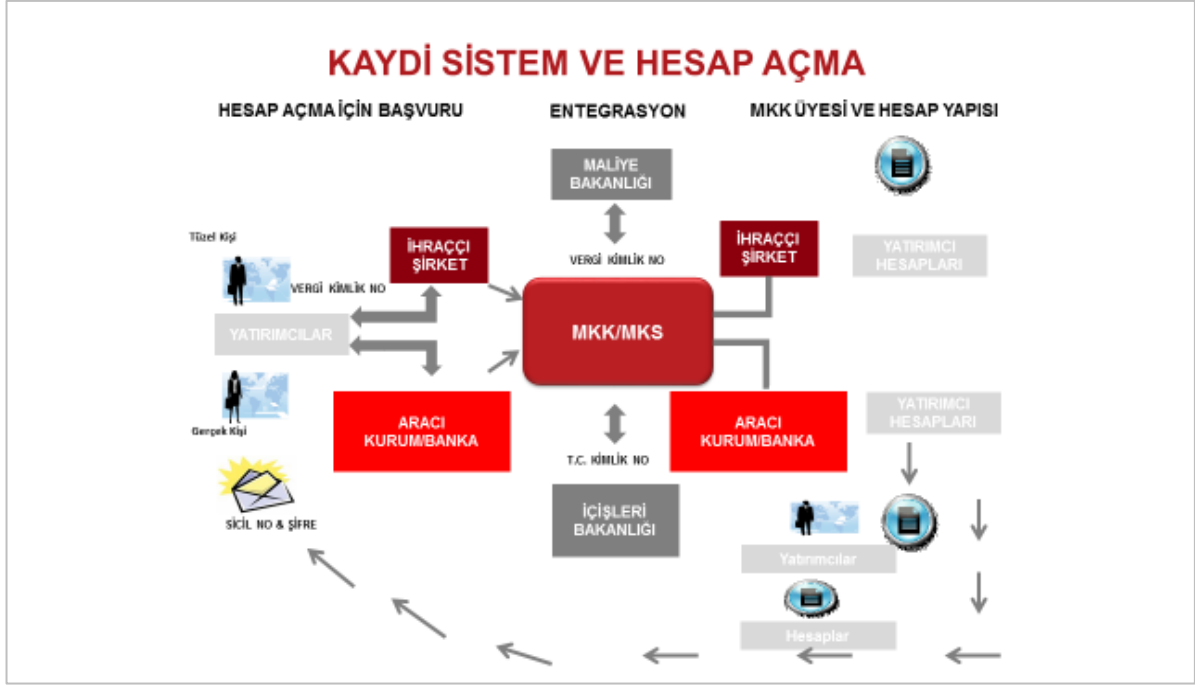 KAYDİ SİSTEM VE HESAP AÇMA
HESAP AÇMA İÇİN BAŞVURU
ENTEGRASYON
MKK ÜYESİ VE HESAP YAPISI
MALİYE
BAKANLIĞI
Tüzel Kişi
İHRAÇÇI
ŞİRKET
VERGİ KİMLİK NO
İHRAÇÇI
ŞİRKET
YATIRIMCI
HESAPLARI
VERGİ KİMLİK NO
YATIRIMCILAR
MKK/MKS
Gerçek Kişi
ARACI
KURUM/BANKA
ARACI
KURUM/BANKA
YATIRIMCI
HESAPLARI
T.C. KİMLİK NO
SİCİL NO & ŞİFRE
İÇİŞLERİ
BAKANLIĞI
Yatırımcılar
Hesaplar